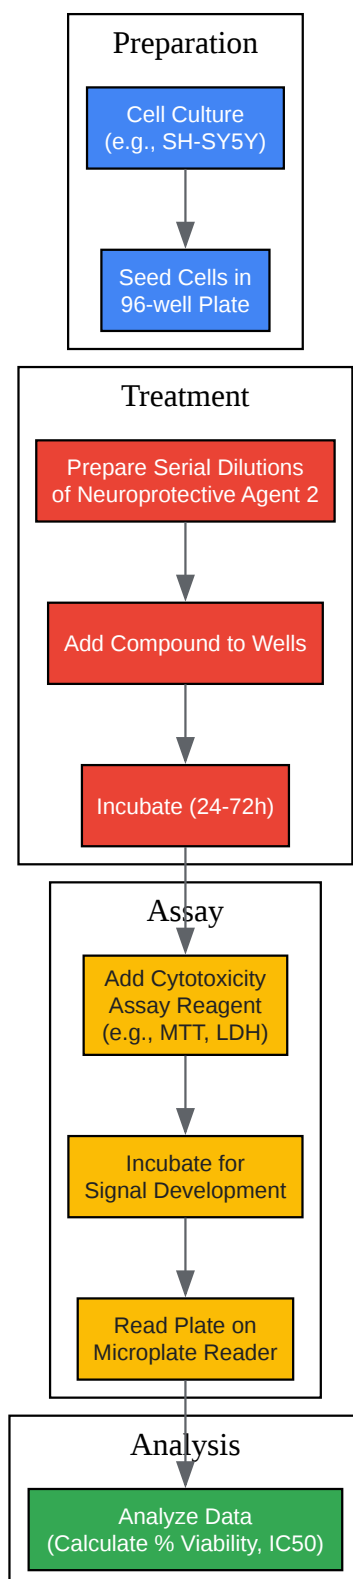 Preparation
Cell Culture
(e.g., SH-SY5Y)
Seed Cells in
96-well Plate
Treatment
Prepare Serial Dilutions
of Neuroprotective Agent 2
Add Compound to Wells
Incubate (24-72h)
Assay
Add Cytotoxicity
Assay Reagent
(e.g., MTT, LDH)
Incubate for
Signal Development
Read Plate on
Microplate Reader
Analysis
Analyze Data
(Calculate % Viability, IC50)